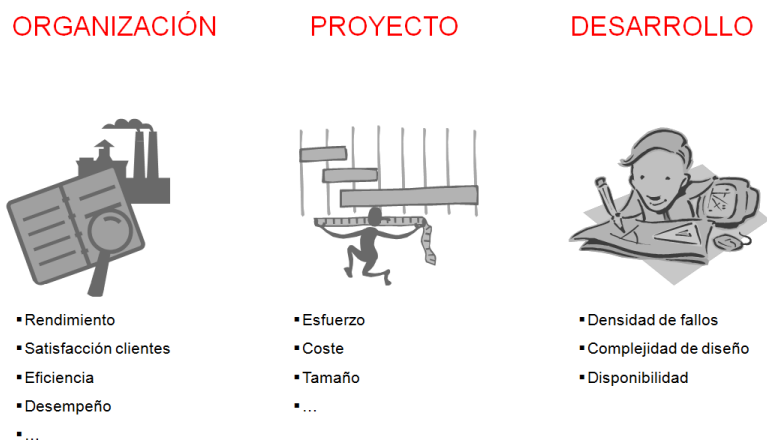 ORGANIZACIÓN
▪Rendimiento
▪Satisfacción clientes
▪Eficiencia
▪Desempeño
▪...
PROYECTO
▪Esfuerzo
▪Coste
▪Tamaño
▪...
DESARROLLO
▪Densidad de fallos
▪Complejidad de diseño
▪Disponibilidad